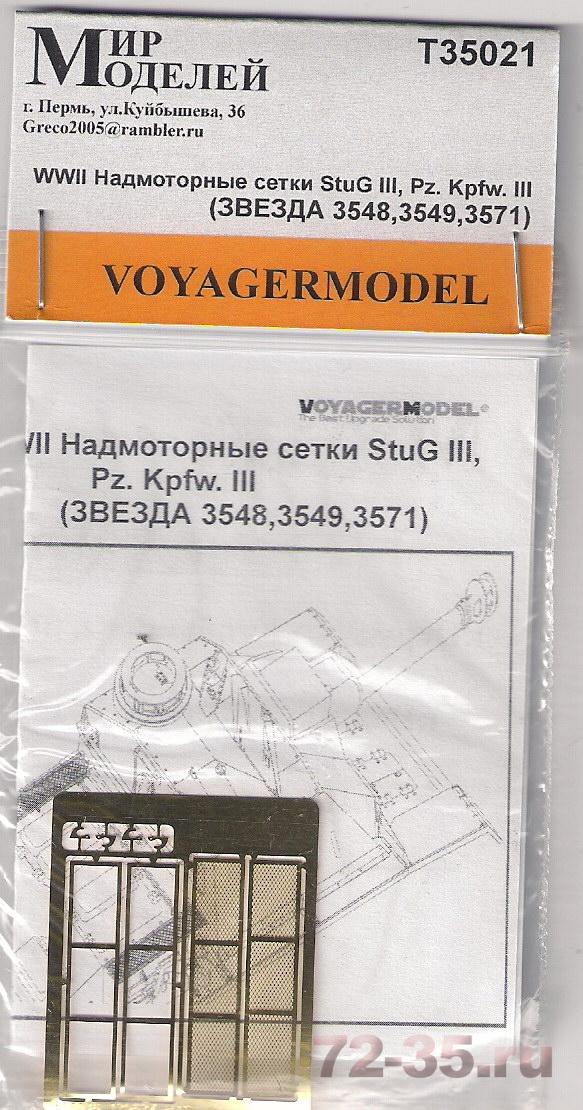 Мир Моделей
T35021
г. Пермь, ул.Куйбышева, 36
Greco2005@rambler.ru
WWII Надмоторные сетки StuG III, Pz. Kpfw. III
(ЗВЕЗДА 3548,3549,3571)
VOYAGERMODEL
VOYAGERMODEL®
The Best Upgrade Solution
VII Надмоторные сетки StuG III,
Pz. Kpfw. III
(ЗВЕЗДА 3548,3549,3571)
72-35.ru